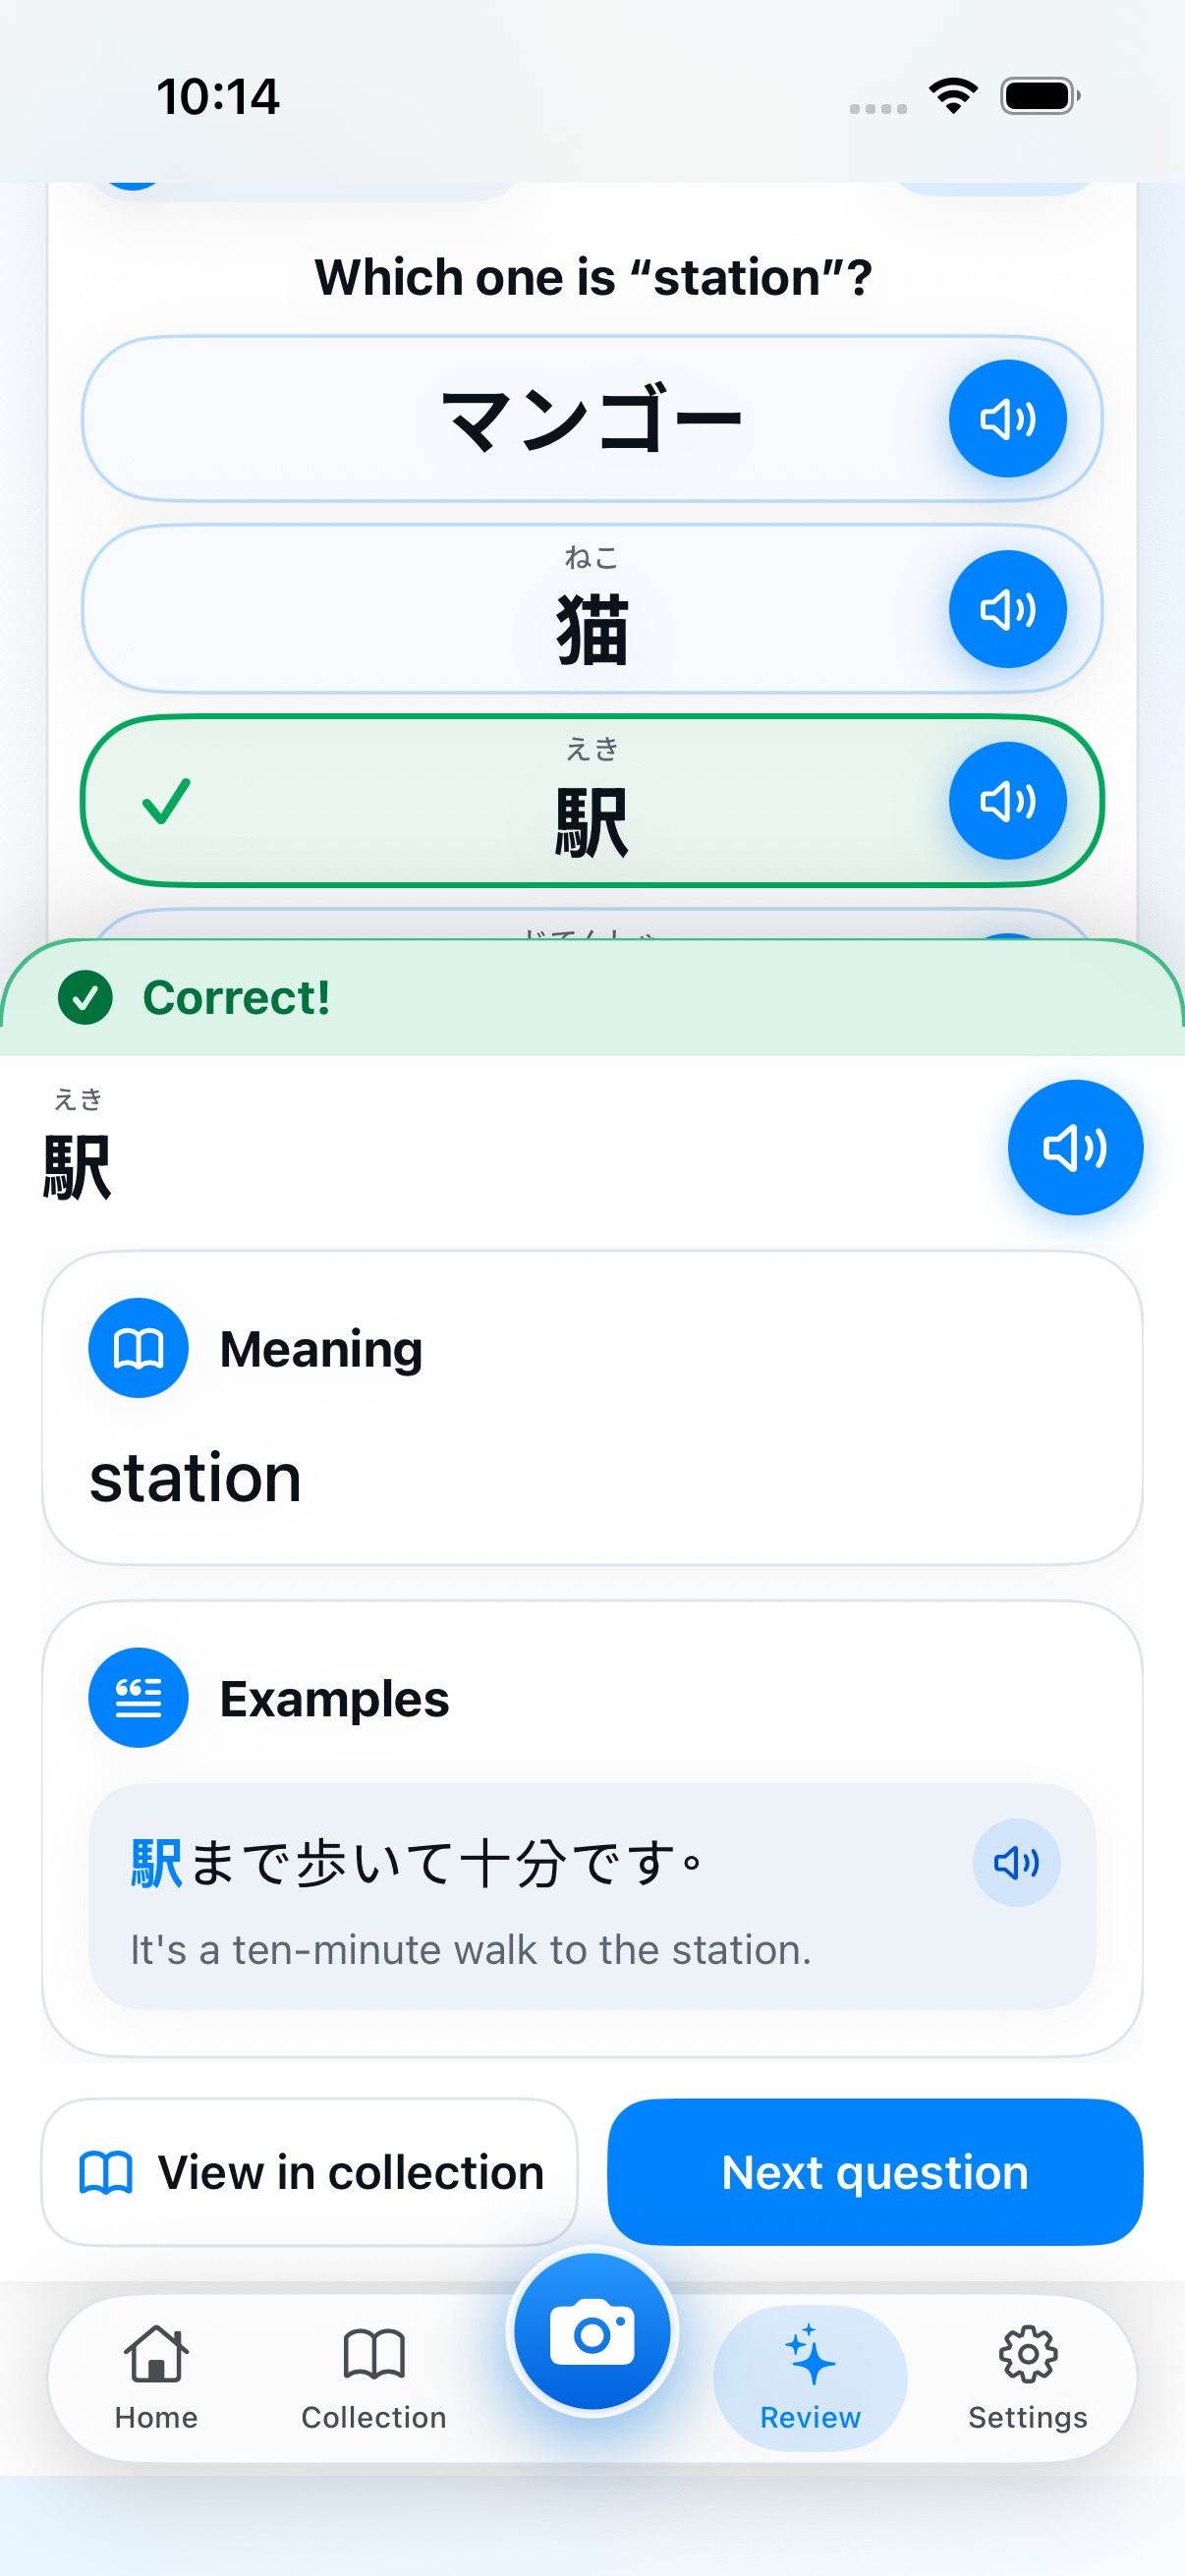 10:14
Which one is “station”?
マンゴー
ねこ
猫
えき
駅
Correct!
えき
駅
Meaning
station
Examples
駅まで歩いて十分です。
It's a ten-minute walk to the station.
View in collection
Next question
Home
Collection
Review
Settings